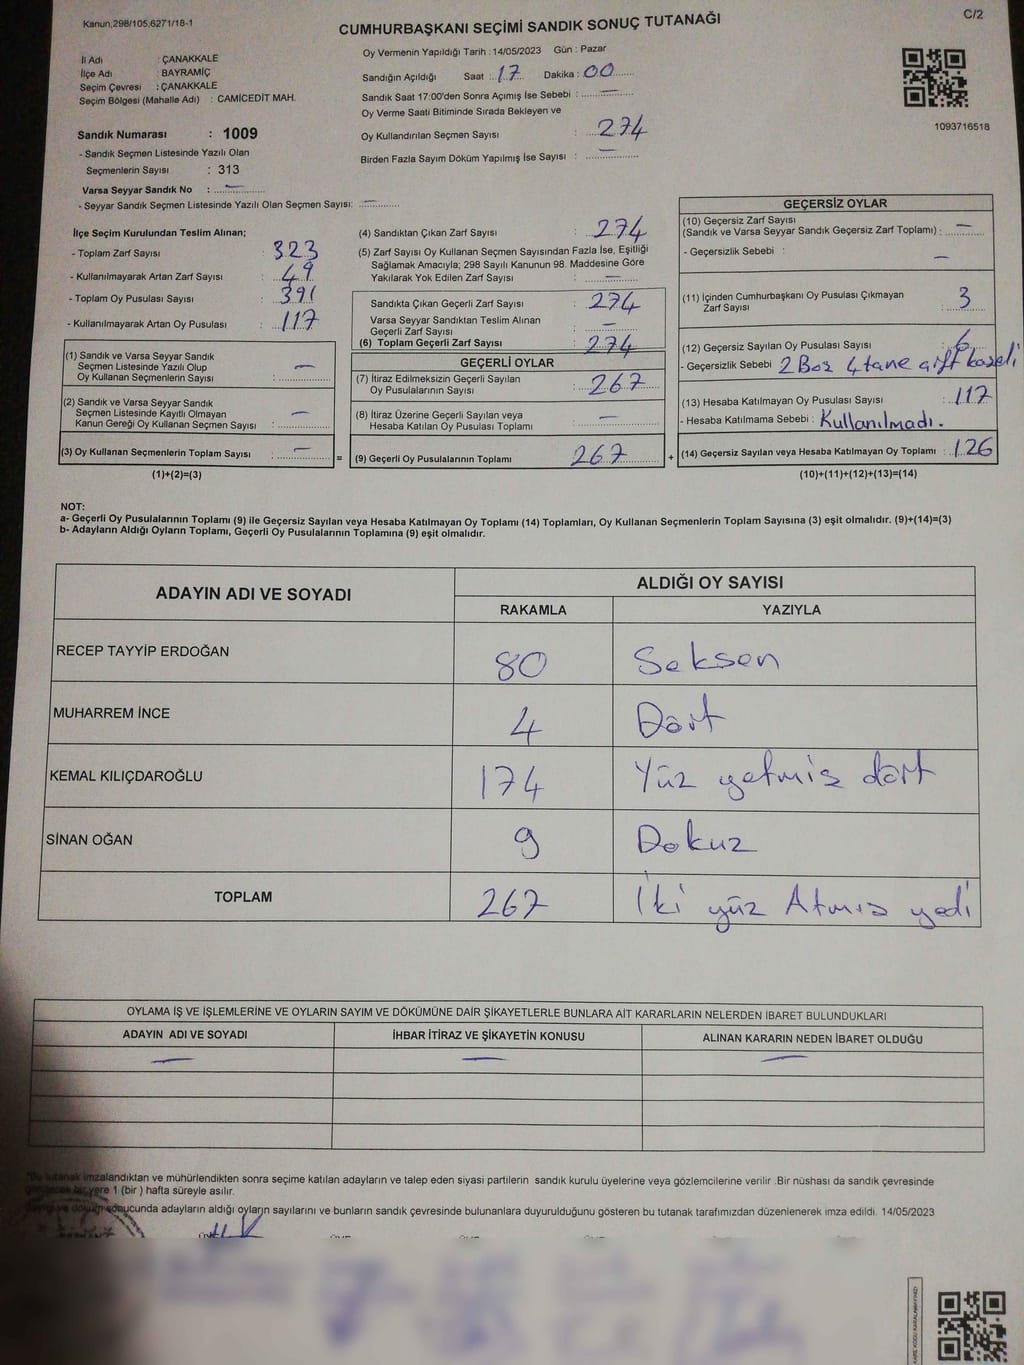 Kanun,298/105,6271/18-1
C/2
CUMHURBAŞKANI SEÇİMİ SANDIK SONUÇ TUTANAĞI
İl Adı : ÇANAKKALE
İlçe Adı : BAYRAMİÇ
Seçim Çevresi : ÇANAKKALE
Seçim Bölgesi (Mahalle Adı) : CAMİCEDİT MAH.
Oy Vermenin Yapıldığı Tarih : 14/05/2023 Gün : Pazar
Sandığın Açıldığı Saat : 17 Dakika : 00
Sandık Saat 17:00'den Sonra Açımış İse Sebebi : —
Oy Verme Saati Bitiminde Sırada Bekleyen ve
Oy Kullandırılan Seçmen Sayısı : 274
Birden Fazla Sayım Döküm Yapılmış İse Sayısı : —
1093716518
Sandık Numarası : 1009
- Sandık Seçmen Listesinde Yazılı Olan
Seçmenlerin Sayısı : 313
Varsa Seyyar Sandık No : —
- Seyyar Sandık Seçmen Listesinde Yazılı Olan Seçmen Sayısı: —
İlçe Seçim Kurulundan Teslim Alınan;
- Toplam Zarf Sayısı : 323
- Kullanılmayarak Artan Zarf Sayısı : 49
- Toplam Oy Pusulası Sayısı : 391
- Kullanılmayarak Artan Oy Pusulası : 117
(1) Sandık ve Varsa Seyyar Sandık
Seçmen Listesinde Yazılı Olup
Oy Kullanan Seçmenlerin Sayısı : —
(2) Sandık ve Varsa Seyyar Sandık
Seçmen Listesinde Kayıtlı Olmayan
Kanun Gereği Oy Kullanan Seçmen Sayısı : —
(3) Oy Kullanan Seçmenlerin Toplam Sayısı : —
(1)+(2)=(3)
(4) Sandıktan Çıkan Zarf Sayısı : 274
(5) Zarf Sayısı Oy Kullanan Seçmen Sayısından Fazla İse, Eşitliği
Sağlamak Amacıyla; 298 Sayılı Kanunun 98. Maddesine Göre
Yakılarak Yok Edilen Zarf Sayısı : —
Sandıkta Çıkan Geçerli Zarf Sayısı : 274
Varsa Seyyar Sandıktan Teslim Alınan
Geçerli Zarf Sayısı : —
(6) Toplam Geçerli Zarf Sayısı : 274
GEÇERLİ OYLAR
(7) İtiraz Edilmeksizin Geçerli Sayılan
Oy Pusulalarının Sayısı : 267
(8) İtiraz Üzerine Geçerli Sayılan veya
Hesaba Katılan Oy Pusulası Toplamı : —
= (9) Geçerli Oy Pusulalarının Toplamı 267
GEÇERSİZ OYLAR
(10) Geçersiz Zarf Sayısı
(Sandık ve Varsa Seyyar Sandık Geçersiz Zarf Toplamı) : —
- Geçersizlik Sebebi : —
(11) İçinden Cumhurbaşkanı Oy Pusulası Çıkmayan
Zarf Sayısı : 3
(12) Geçersiz Sayılan Oy Pusulası Sayısı : 6
- Geçersizlik Sebebi 2 Boş 4 tane çift
(13) Hesaba Katılmayan Oy Pusulası Sayısı : 117
- Hesaba Katılmama Sebebi : Kullanılmadı.
+ (14) Geçersiz Sayılan veya Hesaba Katılmayan Oy Toplamı : 126
(10)+(11)+(12)+(13)=(14)
NOT:
a- Geçerli Oy Pusulalarının Toplamı (9) ile Geçersiz Sayılan veya Hesaba Katılmayan Oy Toplamı (14) Toplamları, Oy Kullanan Seçmenlerin Toplam Sayısına (3) eşit olmalıdır. (9)+(14)=(3)
b- Adayların Aldığı Oyların Toplamı, Geçerli Oy Pusulalarının Toplamına (9) eşit olmalıdır.
ADAYIN ADI VE SOYADI
ALDIĞI OY SAYISI
RAKAMLA YAZIYLA
RECEP TAYYİP ERDOĞAN 80 Seksen
MUHARREM İNCE 4 Dört
KEMAL KILIÇDAROĞLU 174 Yüz yetmis dört
SİNAN OĞAN 9 Dokuz
TOPLAM 267 İki yüz Atmıs yedi
OYLAMA İŞ VE İŞLEMLERİNE VE OYLARIN SAYIM VE DÖKÜMÜNE DAİR ŞİKAYETLERLE BUNLARA AİT KARARLARIN NELERDEN İBARET BULUNDUKLARI
ADAYIN ADI VE SOYADI İHBAR İTİRAZ VE ŞİKAYETİN KONUSU ALINAN KARARIN NEDEN İBARET OLDUĞU
— — —
*Bu tutanak imzalandıktan ve mühürlendikten sonra seçime katılan adayların ve talep eden siyasi partilerin sandık kurulu üyelerine veya gözlemcilerine verilir .Bir nüshası da sandık çevresinde
bir yere 1 (bir ) hafta süreyle asılır.
döküm sonucunda adayların aldığı oyların sayılarını ve bunların sandık çevresinde bulunanlara duyurulduğunu gösteren bu tutanak tarafımızdan düzenlenerek imza edildi. 14/05/2023